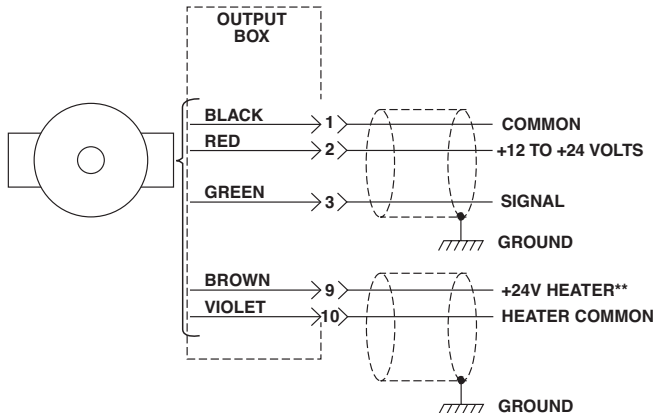 OUTPUT
BOX
BLACK 1 COMMON
RED 2 +12 TO +24 VOLTS
GREEN 3 SIGNAL
GROUND
BROWN 9 +24V HEATER**
VIOLET 10 HEATER COMMON
GROUND